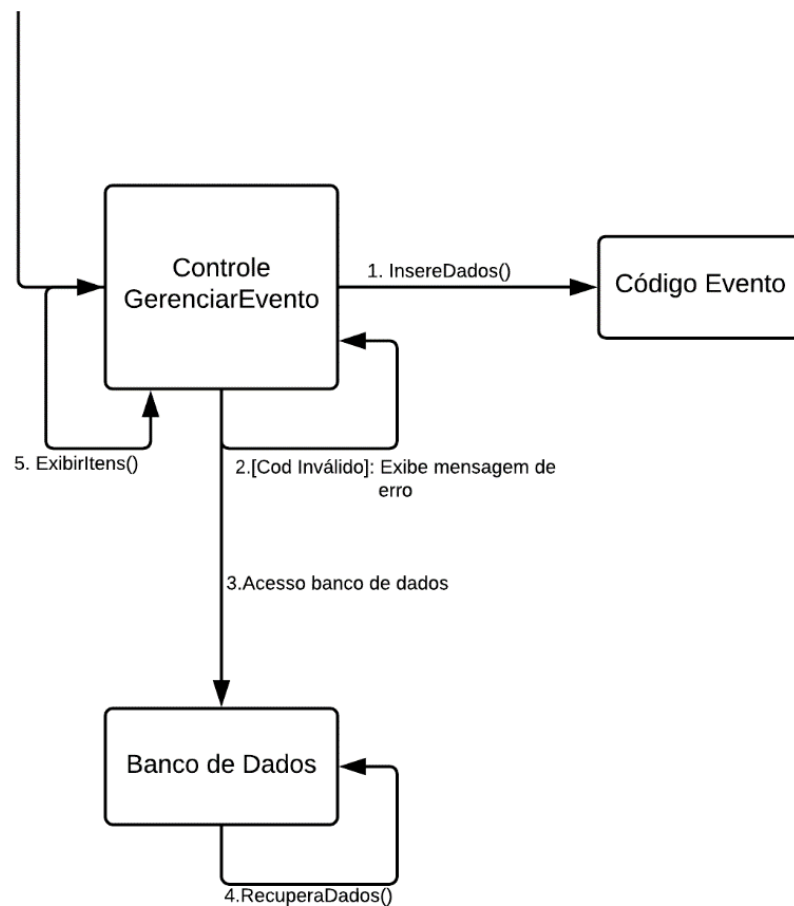 Controle
GerenciarEvento
1. InsereDados()
Código Evento
5. ExibirItens()
2.[Cod Inválido]: Exibe mensagem de
erro
3.Acesso banco de dados
Banco de Dados
4.RecuperaDados()